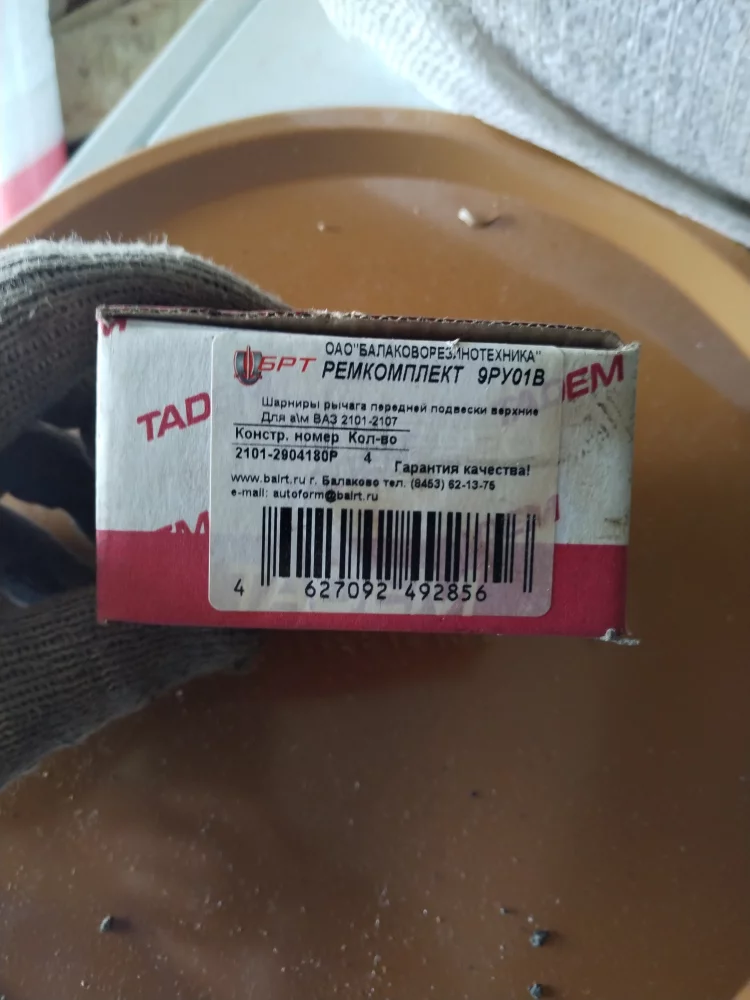 ОАО"БАЛАКОВОРЕЗИНОТЕХНИКА"
БРТ РЕМКОМПЛЕКТ 9РУ01В
TAD
DEM
Шарниры рычага передней подвески верхние
Для а\м ВАЗ 2101-2107
Констр. номер Кол-во
2101-2904180Р 4
Гарантия качества!
www.balrt.ru г. Балаково тел. (8453) 62-13-75
e-mail: autoform@balrt.ru
EM
4 627092 492856